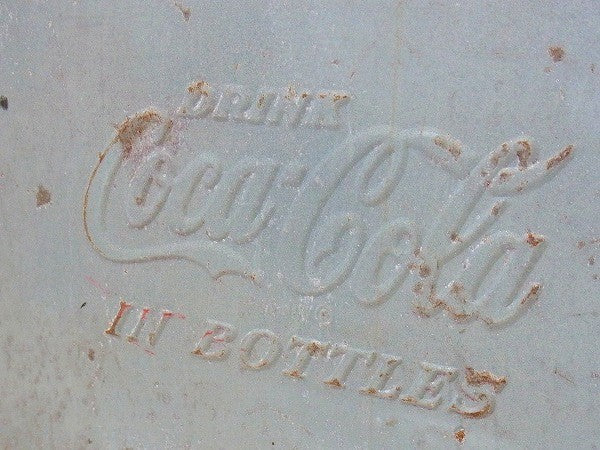 DRINK
Coca-Cola
IN BOTTLES